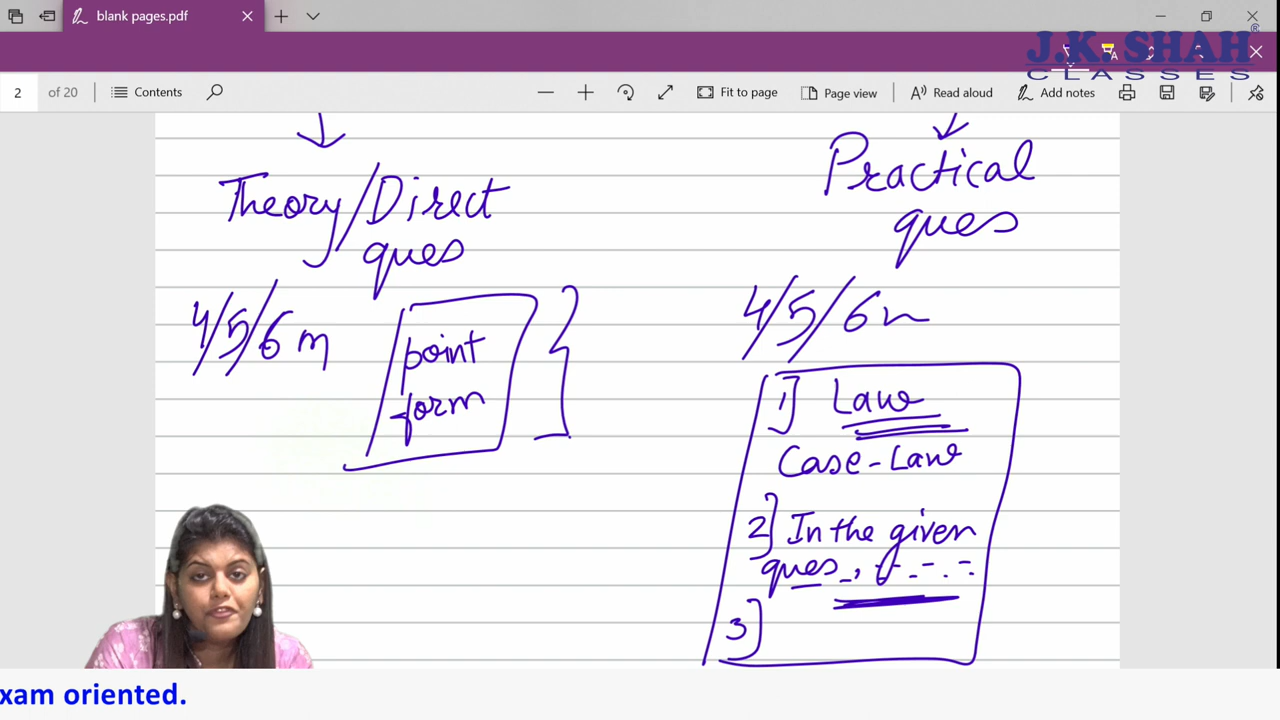 blank pages.pdf
J.K. SHAH®
CLASSES
2 of 20 Contents Fit to page Page view Read aloud Add notes
Theory/Direct
ques
4/5/6 m
point
form
Practical
ques
4/5/6 m
1] Law
Case-Law
2] In the given
ques
3]
xam oriented.